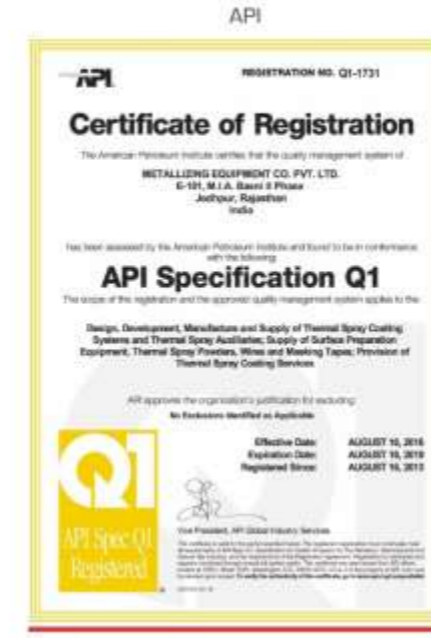 API
API
REGISTRATION NO. Q1-1731
Certificate of Registration
The American Petroleum Institute certifies that the quality management system of
METALLIZING EQUIPMENT CO. PVT. LTD.
E-101, M.I.A. Basni II Phase
Jodhpur, Rajasthan
India
has been assessed by the American Petroleum Institute and found to be in conformance
with the following:
API Specification Q1
The scope of this registration and the approved quality management system applies to the
Design, Development, Manufacture and Supply of Thermal Spray Coating
Systems and Thermal Spray Auxiliaries; Supply of Surface Preparation
Equipment, Thermal Spray Powders, Wires and Masking Tapes; Provision of
Thermal Spray Coating Services
API approves the organization's justification for excluding:
No Exclusions Identified as Applicable
Effective Date: AUGUST 16, 2016
Expiration Date: AUGUST 16, 2019
Registered Since: AUGUST 16, 2013
Q1
API Spec Q1
Registered
Vice President, API Global Industry Services